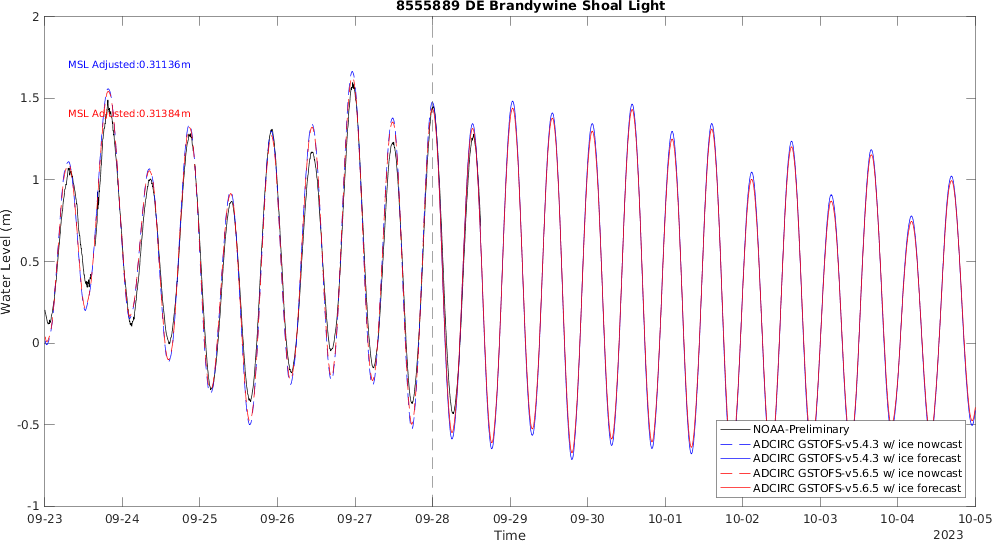 8555889 DE Brandywine Shoal Light
2
1.5
1
0.5
0
-0.5
-1
Water Level (m)
MSL Adjusted:0.31136m
MSL Adjusted:0.31384m
NOAA-Preliminary
ADCIRC GSTOFS-v5.4.3 w/ ice nowcast
ADCIRC GSTOFS-v5.4.3 w/ ice forecast
ADCIRC GSTOFS-v5.6.5 w/ ice nowcast
ADCIRC GSTOFS-v5.6.5 w/ ice forecast
09-23 09-24 09-25 09-26 09-27 09-28 09-29 09-30 10-01 10-02 10-03 10-04 10-05
Time
2023